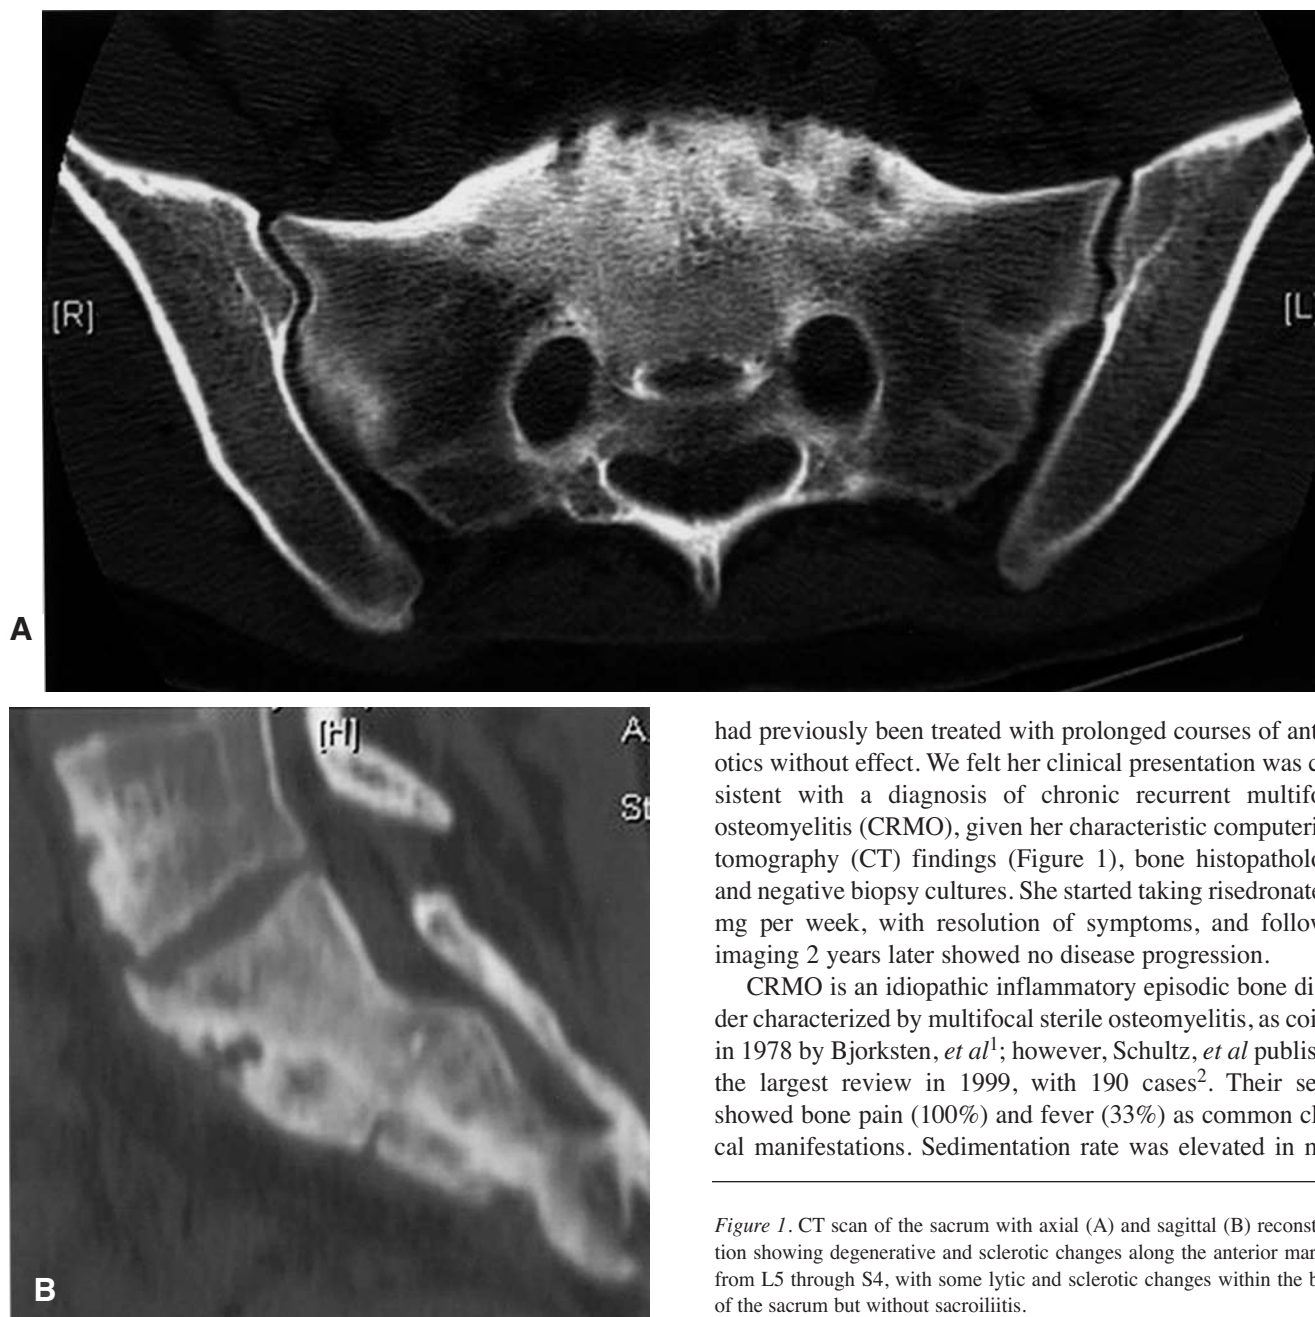 [R]
[L
A
[H]
A
St
B
had previously been treated with prolonged courses of ant
otics without effect. We felt her clinical presentation was c
sistent with a diagnosis of chronic recurrent multifo
osteomyelitis (CRMO), given her characteristic computeri
tomography (CT) findings (Figure 1), bone histopatholo
and negative biopsy cultures. She started taking risedronate
mg per week, with resolution of symptoms, and follow
imaging 2 years later showed no disease progression.
CRMO is an idiopathic inflammatory episodic bone di
der characterized by multifocal sterile osteomyelitis, as coi
in 1978 by Bjorksten, et al1; however, Schultz, et al publis
the largest review in 1999, with 190 cases2. Their se
showed bone pain (100%) and fever (33%) as common cl
cal manifestations. Sedimentation rate was elevated in m
Figure 1. CT scan of the sacrum with axial (A) and sagittal (B) reconst
tion showing degenerative and sclerotic changes along the anterior mar
from L5 through S4, with some lytic and sclerotic changes within the b
of the sacrum but without sacroiliitis.